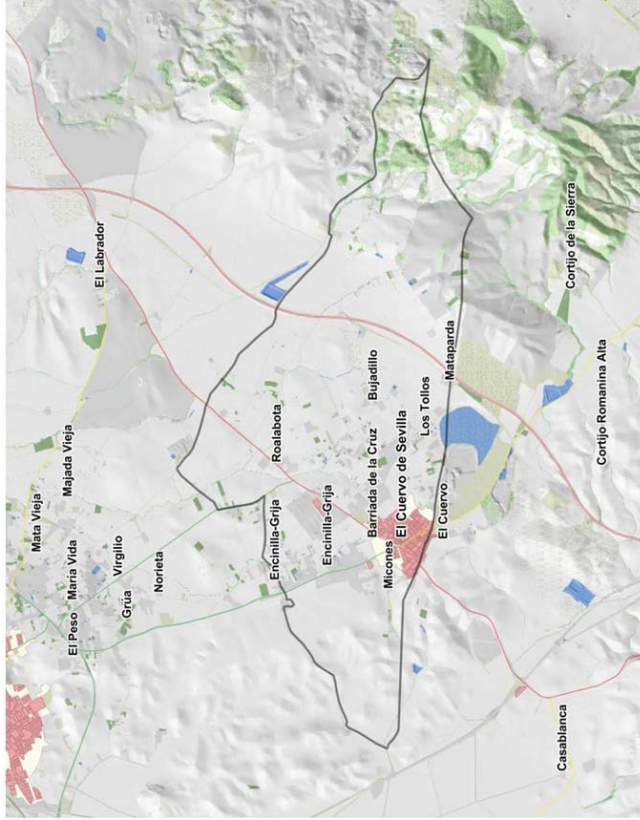 Mata Vieja
Majada Vieja
El Labrador
El Peso
María Vida
Virgilio
Grúa
Norieta
Encinilla-Grija
Roalabota
Encinilla-Grija
Barriada de la Cruz
Bujadillo
Micones
El Cuervo de Sevilla
Los Tollos
El Cuervo
Mataparda
Casablanca
Cortijo Romanina Alta
Cortijo de la Sierra